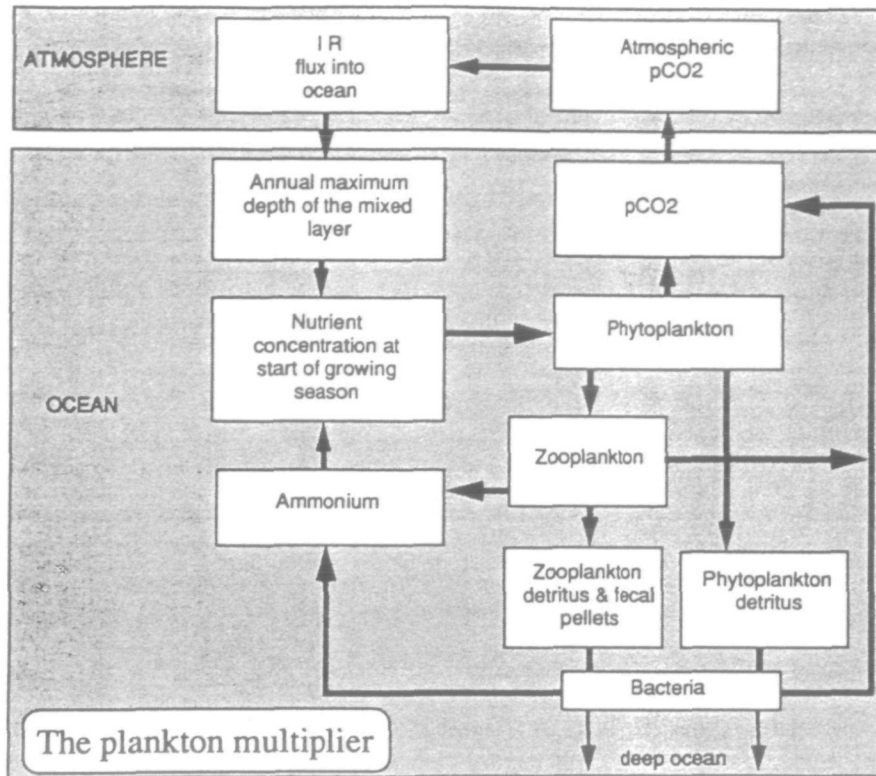 ATMOSPHERE
I R
flux into
ocean
Atmospheric
pCO2
Annual maximum
depth of the mixed
layer
pCO2
Nutrient
concentration at
start of growing
season
Phytoplankton
OCEAN
Zooplankton
Ammonium
Zooplankton
detritus & fecal
pellets
Phytoplankton
detritus
Bacteria
The plankton multiplier
deep ocean